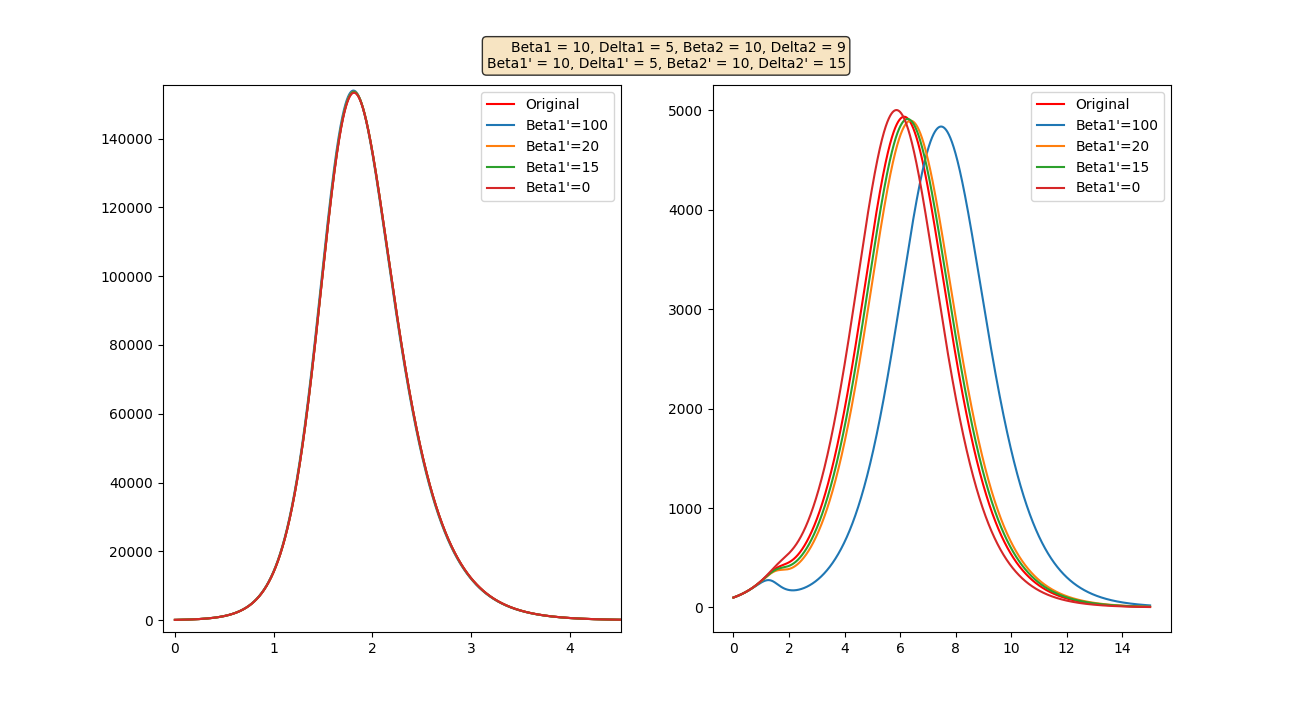 Beta1 = 10, Delta1 = 5, Beta2 = 10, Delta2 = 9
Beta1' = 10, Delta1' = 5, Beta2' = 10, Delta2' = 15
Original
Beta1'=100
Beta1'=20
Beta1'=15
Beta1'=0
140000
120000
100000
80000
60000
40000
20000
0
0 1 2 3 4
Original
Beta1'=100
Beta1'=20
Beta1'=15
Beta1'=0
5000
4000
3000
2000
1000
0
0 2 4 6 8 10 12 14